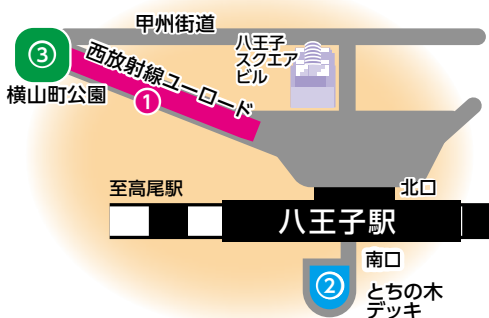 甲州街道
③
横山町公園
西放射線ユーロード
①
八王子
スクエア
ビル
至高尾駅
北口
八王子駅
南口
②
とちの木
デッキ